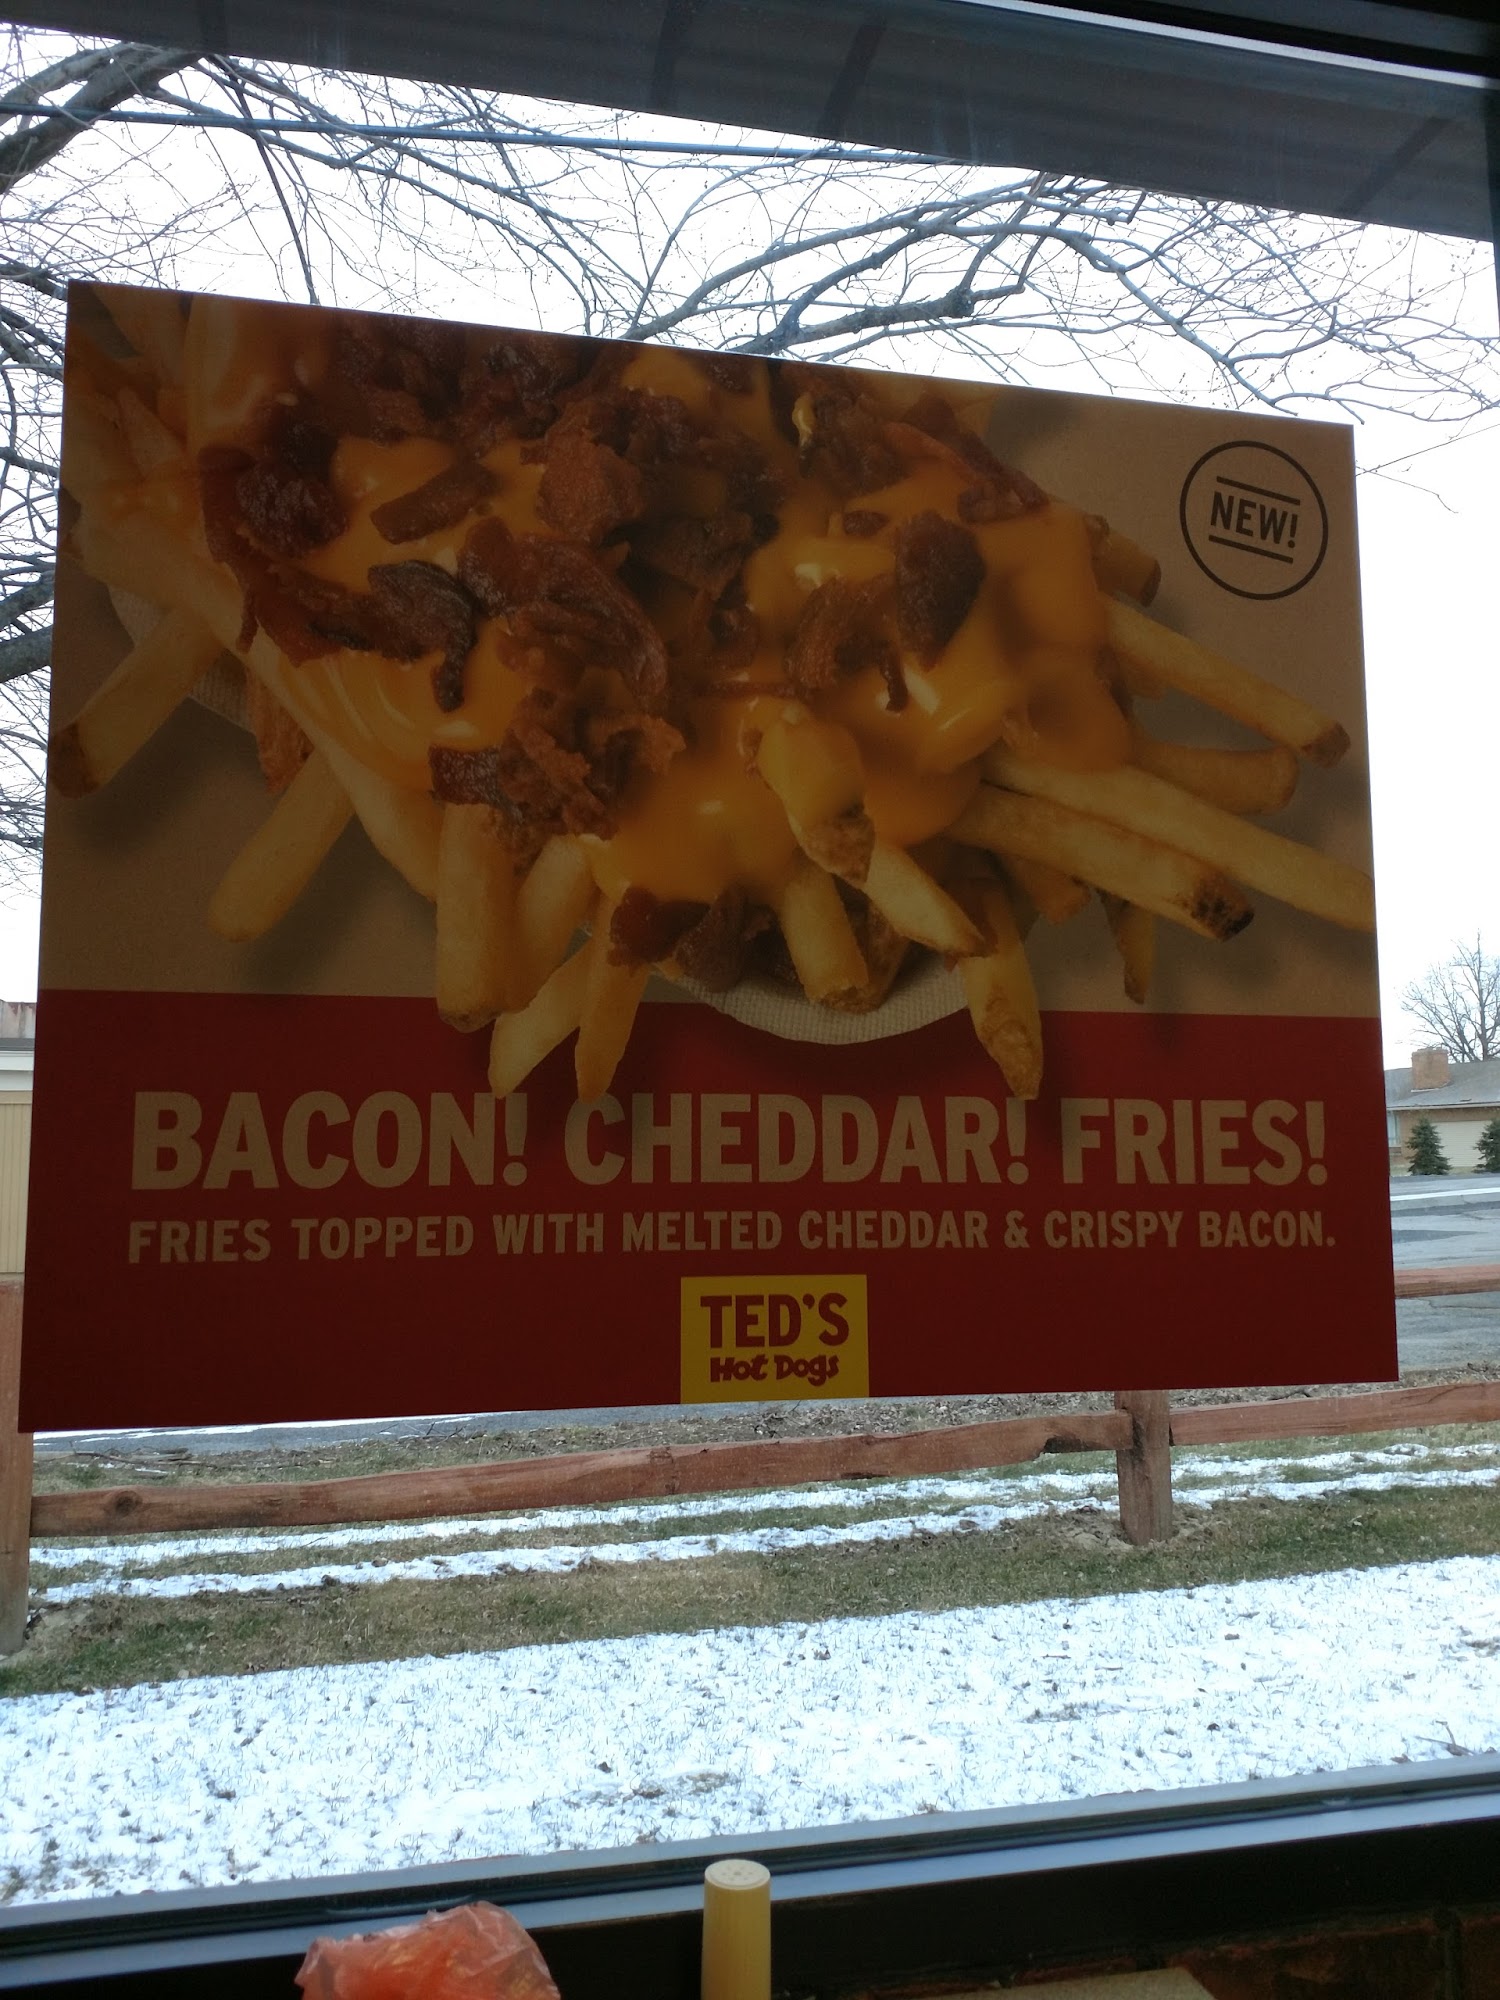 NEW!
BACON! CHEDDAR! FRIES!
FRIES TOPPED WITH MELTED CHEDDAR & CRISPY BACON.
TED'S
Hot Dogs